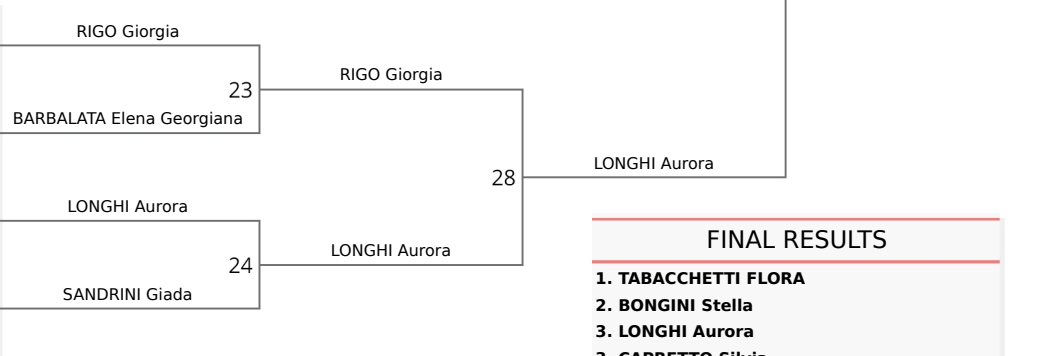 RIGO Giorgia
RIGO Giorgia
23
BARBALATA Elena Georgiana
LONGHI Aurora
28
LONGHI Aurora
LONGHI Aurora
24
SANDRINI Giada
FINAL RESULTS
1. TABACCHETTI FLORA
2. BONGINI Stella
3. LONGHI Aurora